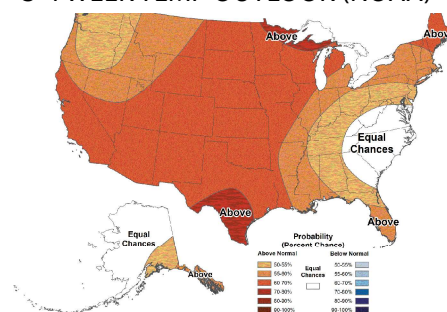 Above
Above
Equal
Chances
Above
Above
Equal
Chances
Above
Probability
(Percent Chance)
Above Normal
Below Normal
Equal
Chances
50-55%
55-60%
60-70%
70-80%
80-90%
90-100%
50-55%
55-60%
60-70%
70-80%
80-90%
90-100%